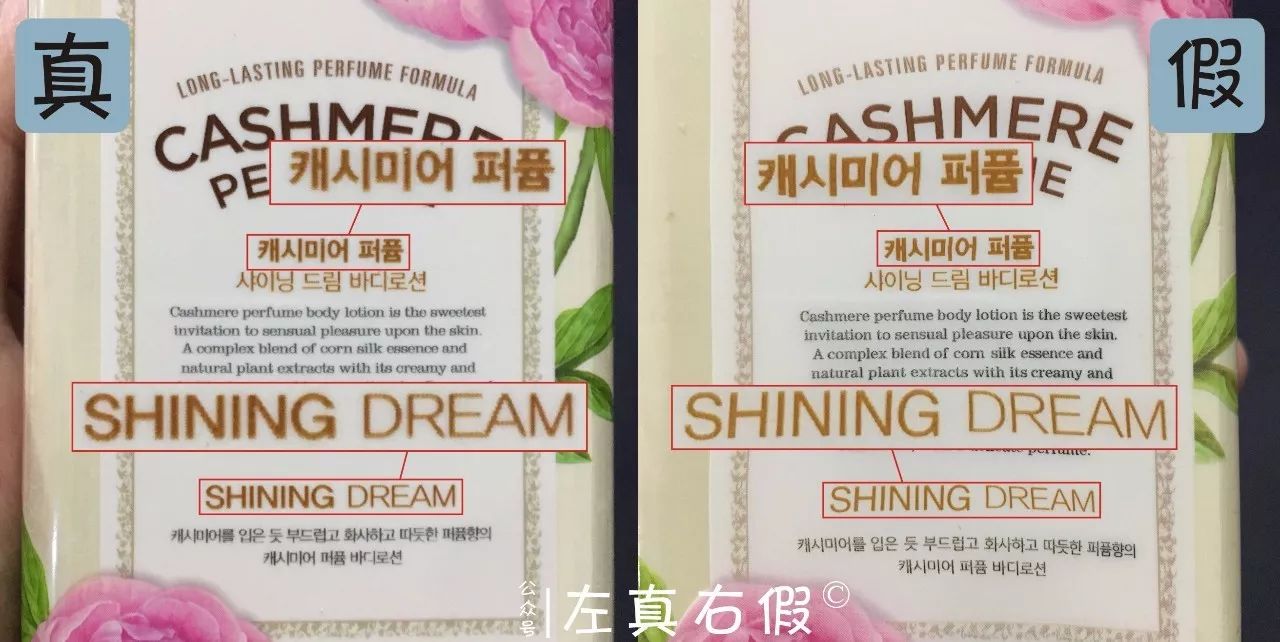 真
LONG-LASTING PERFUME FORMULA
CASHMERE
캐시미어 퍼퓸
캐시미어 퍼퓸
샤이닝 드림 바디로션
Cashmere perfume body lotion is the sweetest
invitation to sensual pleasure upon the skin.
A complex blend of corn silk essence and
natural plant extracts with its creamy and
SHINING DREAM
SHINING DREAM
캐시미어를 입은 듯 부드럽고 화사하고 따듯한 퍼퓸향의
캐시미어 퍼퓸 바디로션
假
LONG-LASTING PERFUME FORMULA
CASHMERE
캐시미어 퍼퓸
캐시미어 퍼퓸
샤이닝 드림 바디로션
Cashmere perfume body lotion is the sweetest
invitation to sensual pleasure upon the skin.
A complex blend of corn silk essence and
natural plant extracts with its creamy and
SHINING DREAM
perfume.
SHINING DREAM
캐시미어를 입은 듯 부드럽고 화사하고 따듯한 퍼퓸향의
캐시미어 퍼퓸 바디로션
公众号|左真右假©